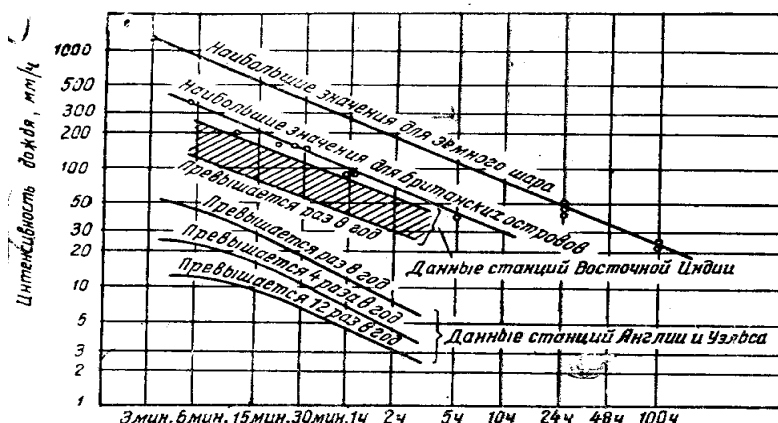 Интенсивность дождя, мм/ч
1000
500
300
200
100
50
30
20
10
5
3
2
1
Наибольшие значения для земного шара
Наибольшие значения для Британских островов
Превышается раз в год
Данные станций Восточной Индии
Превышается раз в год
Превышается 4 раза в год
Превышается 12 раз в год
Данные станций Англии и Уэльса
3мин. 6мин. 15мин. 30мин. 1ч 2ч 5ч 10ч 24ч 48ч 100ч